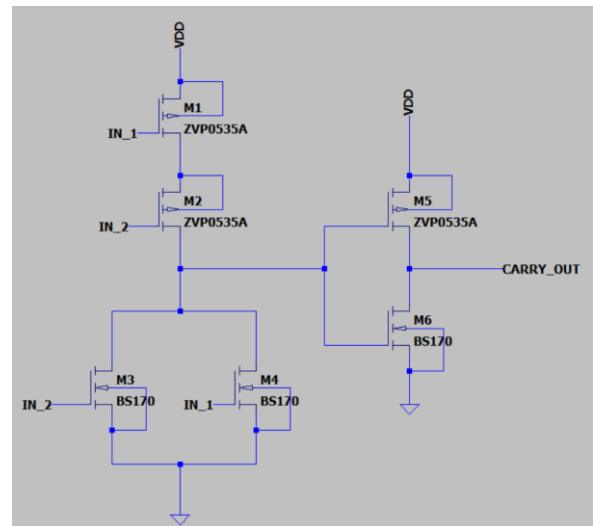 VDD
M1
ZVP0535A
IN_1
M2
ZVP0535A
IN_2
M3
BS170
IN_2
M4
BS170
IN_1
VDD
M5
ZVP0535A
CARRY_OUT
M6
BS170